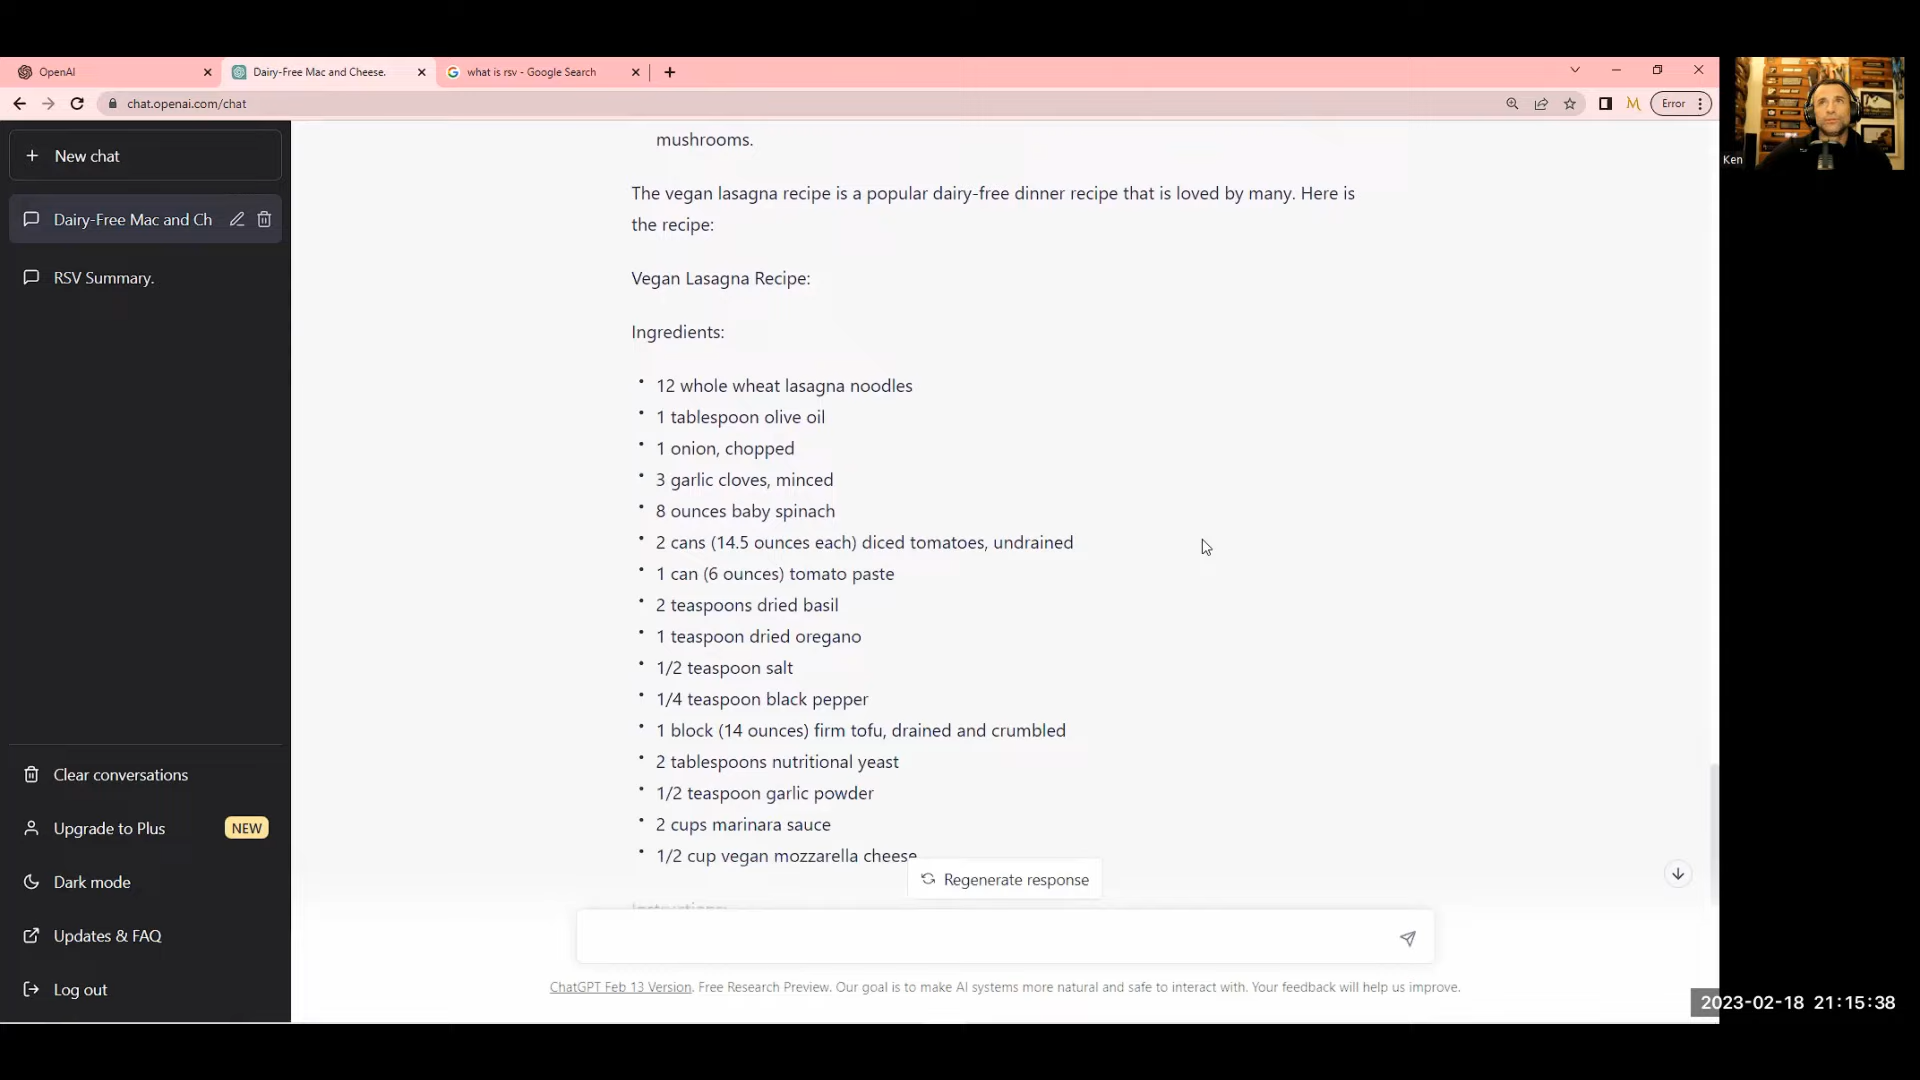 OpenAI
Dairy-Free Mac and Cheese.
what is rsv - Google Search
chat.openai.com/chat
Error
Ken
New chat
Dairy-Free Mac and Ch
RSV Summary.
Clear conversations
Upgrade to Plus NEW
Dark mode
Updates & FAQ
Log out
mushrooms.
The vegan lasagna recipe is a popular dairy-free dinner recipe that is loved by many. Here is
the recipe:
Vegan Lasagna Recipe:
Ingredients:
• 12 whole wheat lasagna noodles
• 1 tablespoon olive oil
• 1 onion, chopped
• 3 garlic cloves, minced
• 8 ounces baby spinach
• 2 cans (14.5 ounces each) diced tomatoes, undrained
• 1 can (6 ounces) tomato paste
• 2 teaspoons dried basil
• 1 teaspoon dried oregano
• 1/2 teaspoon salt
• 1/4 teaspoon black pepper
• 1 block (14 ounces) firm tofu, drained and crumbled
• 2 tablespoons nutritional yeast
• 1/2 teaspoon garlic powder
• 2 cups marinara sauce
• 1/2 cup vegan mozzarella cheese
Regenerate response
Instructions:
ChatGPT Feb 13 Version. Free Research Preview. Our goal is to make AI systems more natural and safe to interact with. Your feedback will help us improve.
2023-02-18 21:15:38